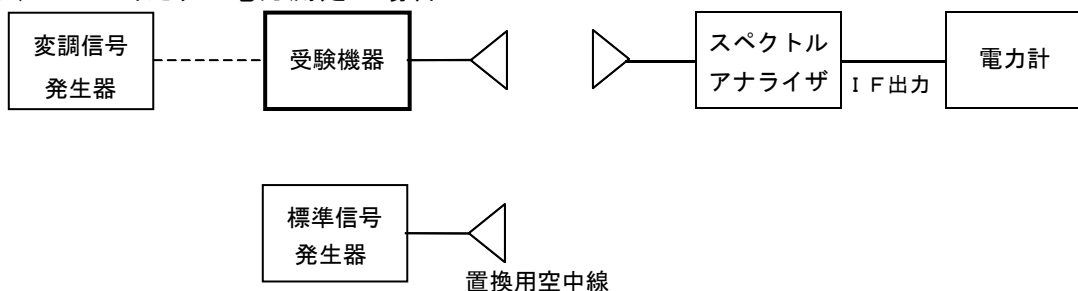 変調信号
発生器
受験機器
スペクトル
アナライザ
ＩＦ出力
電力計
標準信号
発生器
置換用空中線